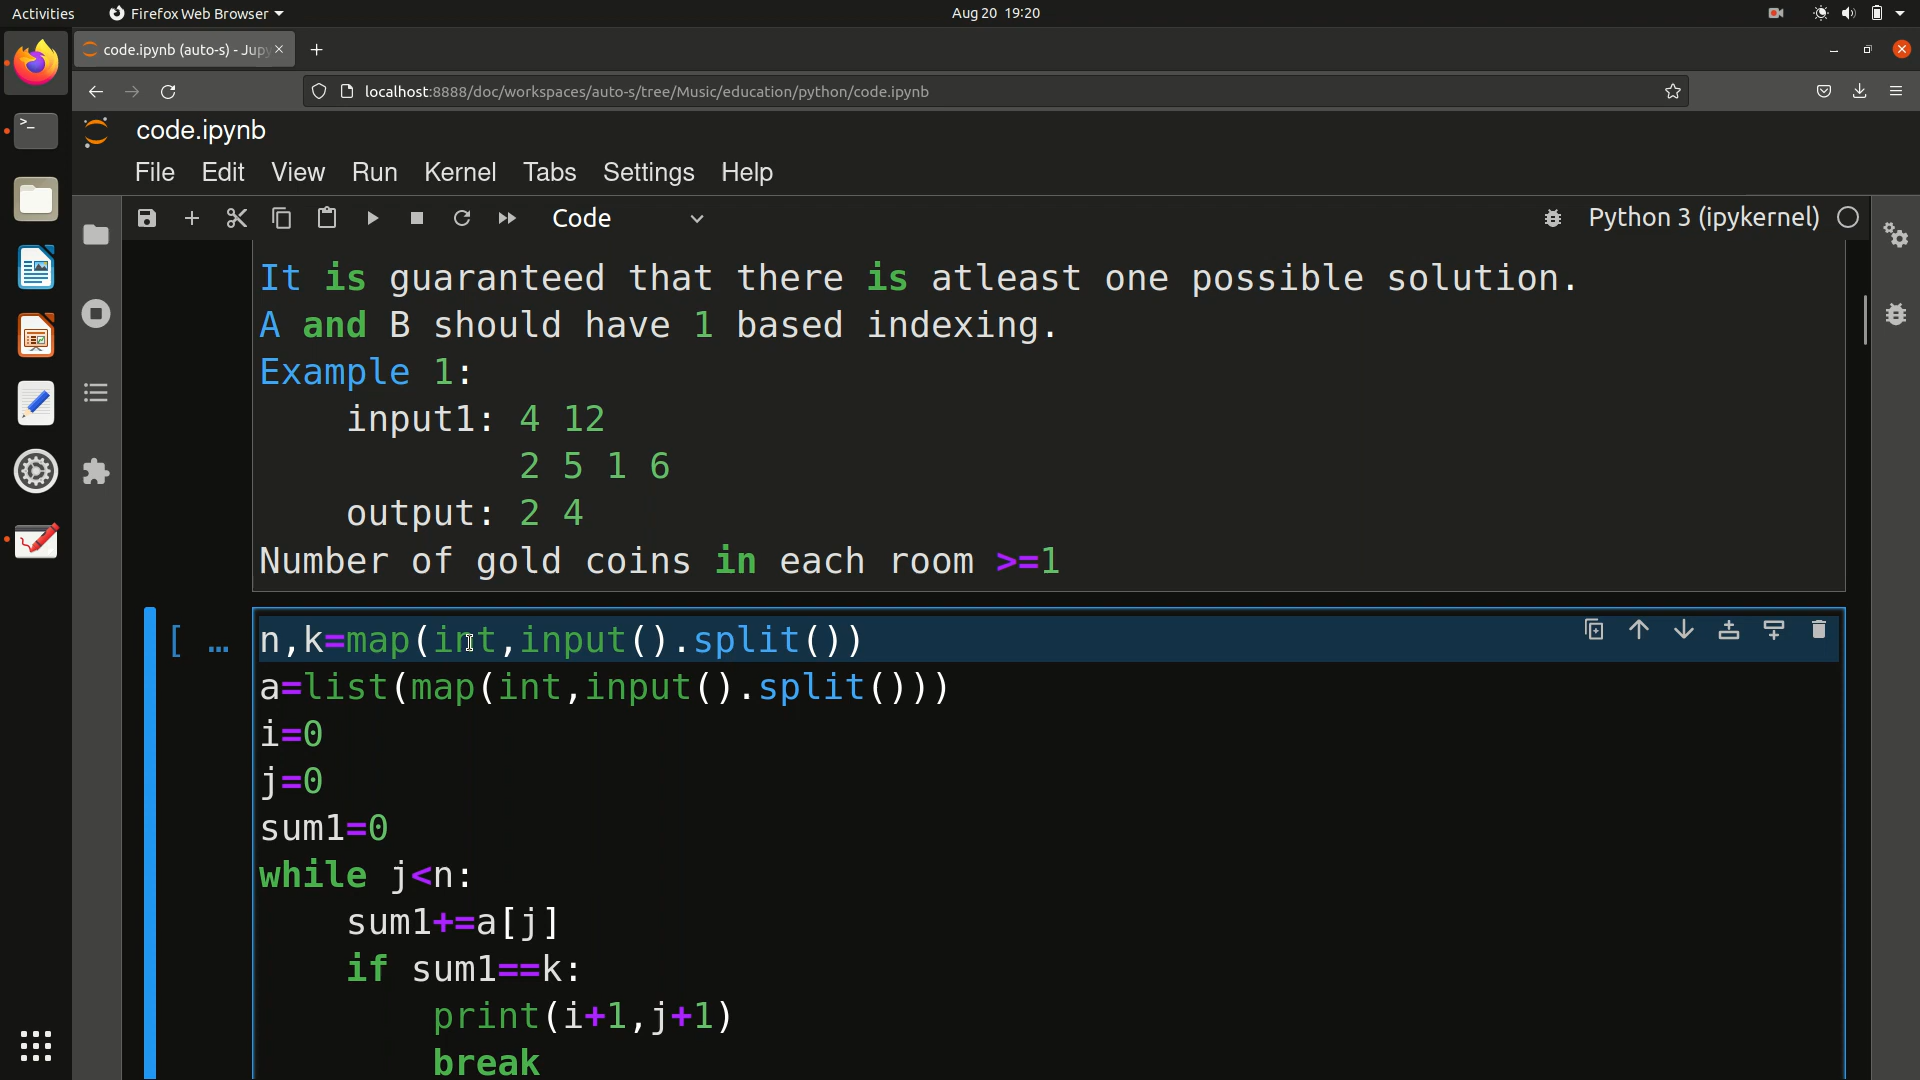 Activities Firefox Web Browser Aug 20 19:20
code.ipynb (auto-s) - Jup
localhost:8888/doc/workspaces/auto-s/tree/Music/education/python/code.ipynb
code.ipynb
File Edit View Run Kernel Tabs Settings Help
Code Python 3 (ipykernel)
It is guaranteed that there is atleast one possible solution.
A and B should have 1 based indexing.
Example 1:
input1: 4 12
2 5 1 6
output: 2 4
Number of gold coins in each room >=1
[ … n,k=map(int,input().split())
a=list(map(int,input().split()))
i=0
j=0
sum1=0
while j<n:
sum1+=a[j]
if sum1==k:
print(i+1,j+1)
break